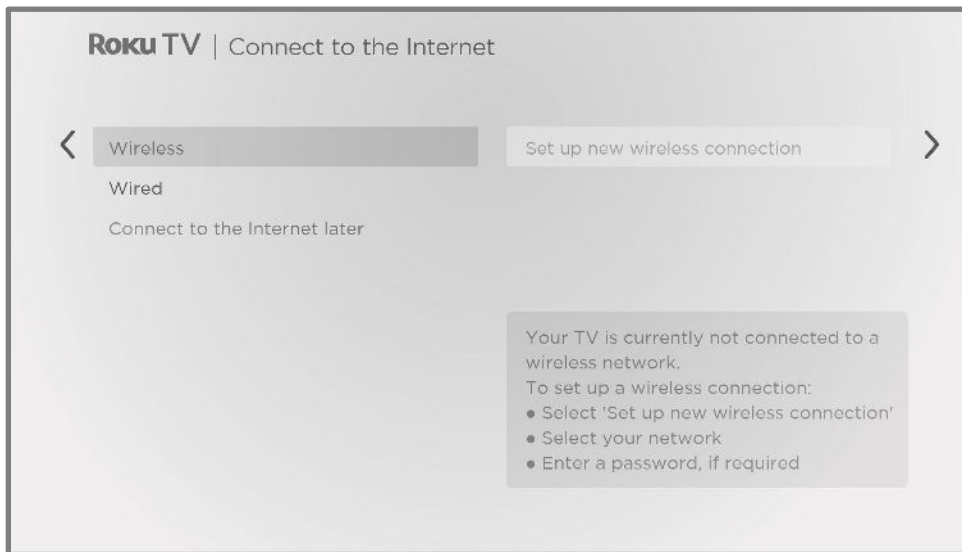 Roku TV | Connect to the Internet
Wireless
Set up new wireless connection
Wired
Connect to the Internet later
Your TV is currently not connected to a
wireless network.
To set up a wireless connection:
● Select 'Set up new wireless connection'
● Select your network
● Enter a password, if required